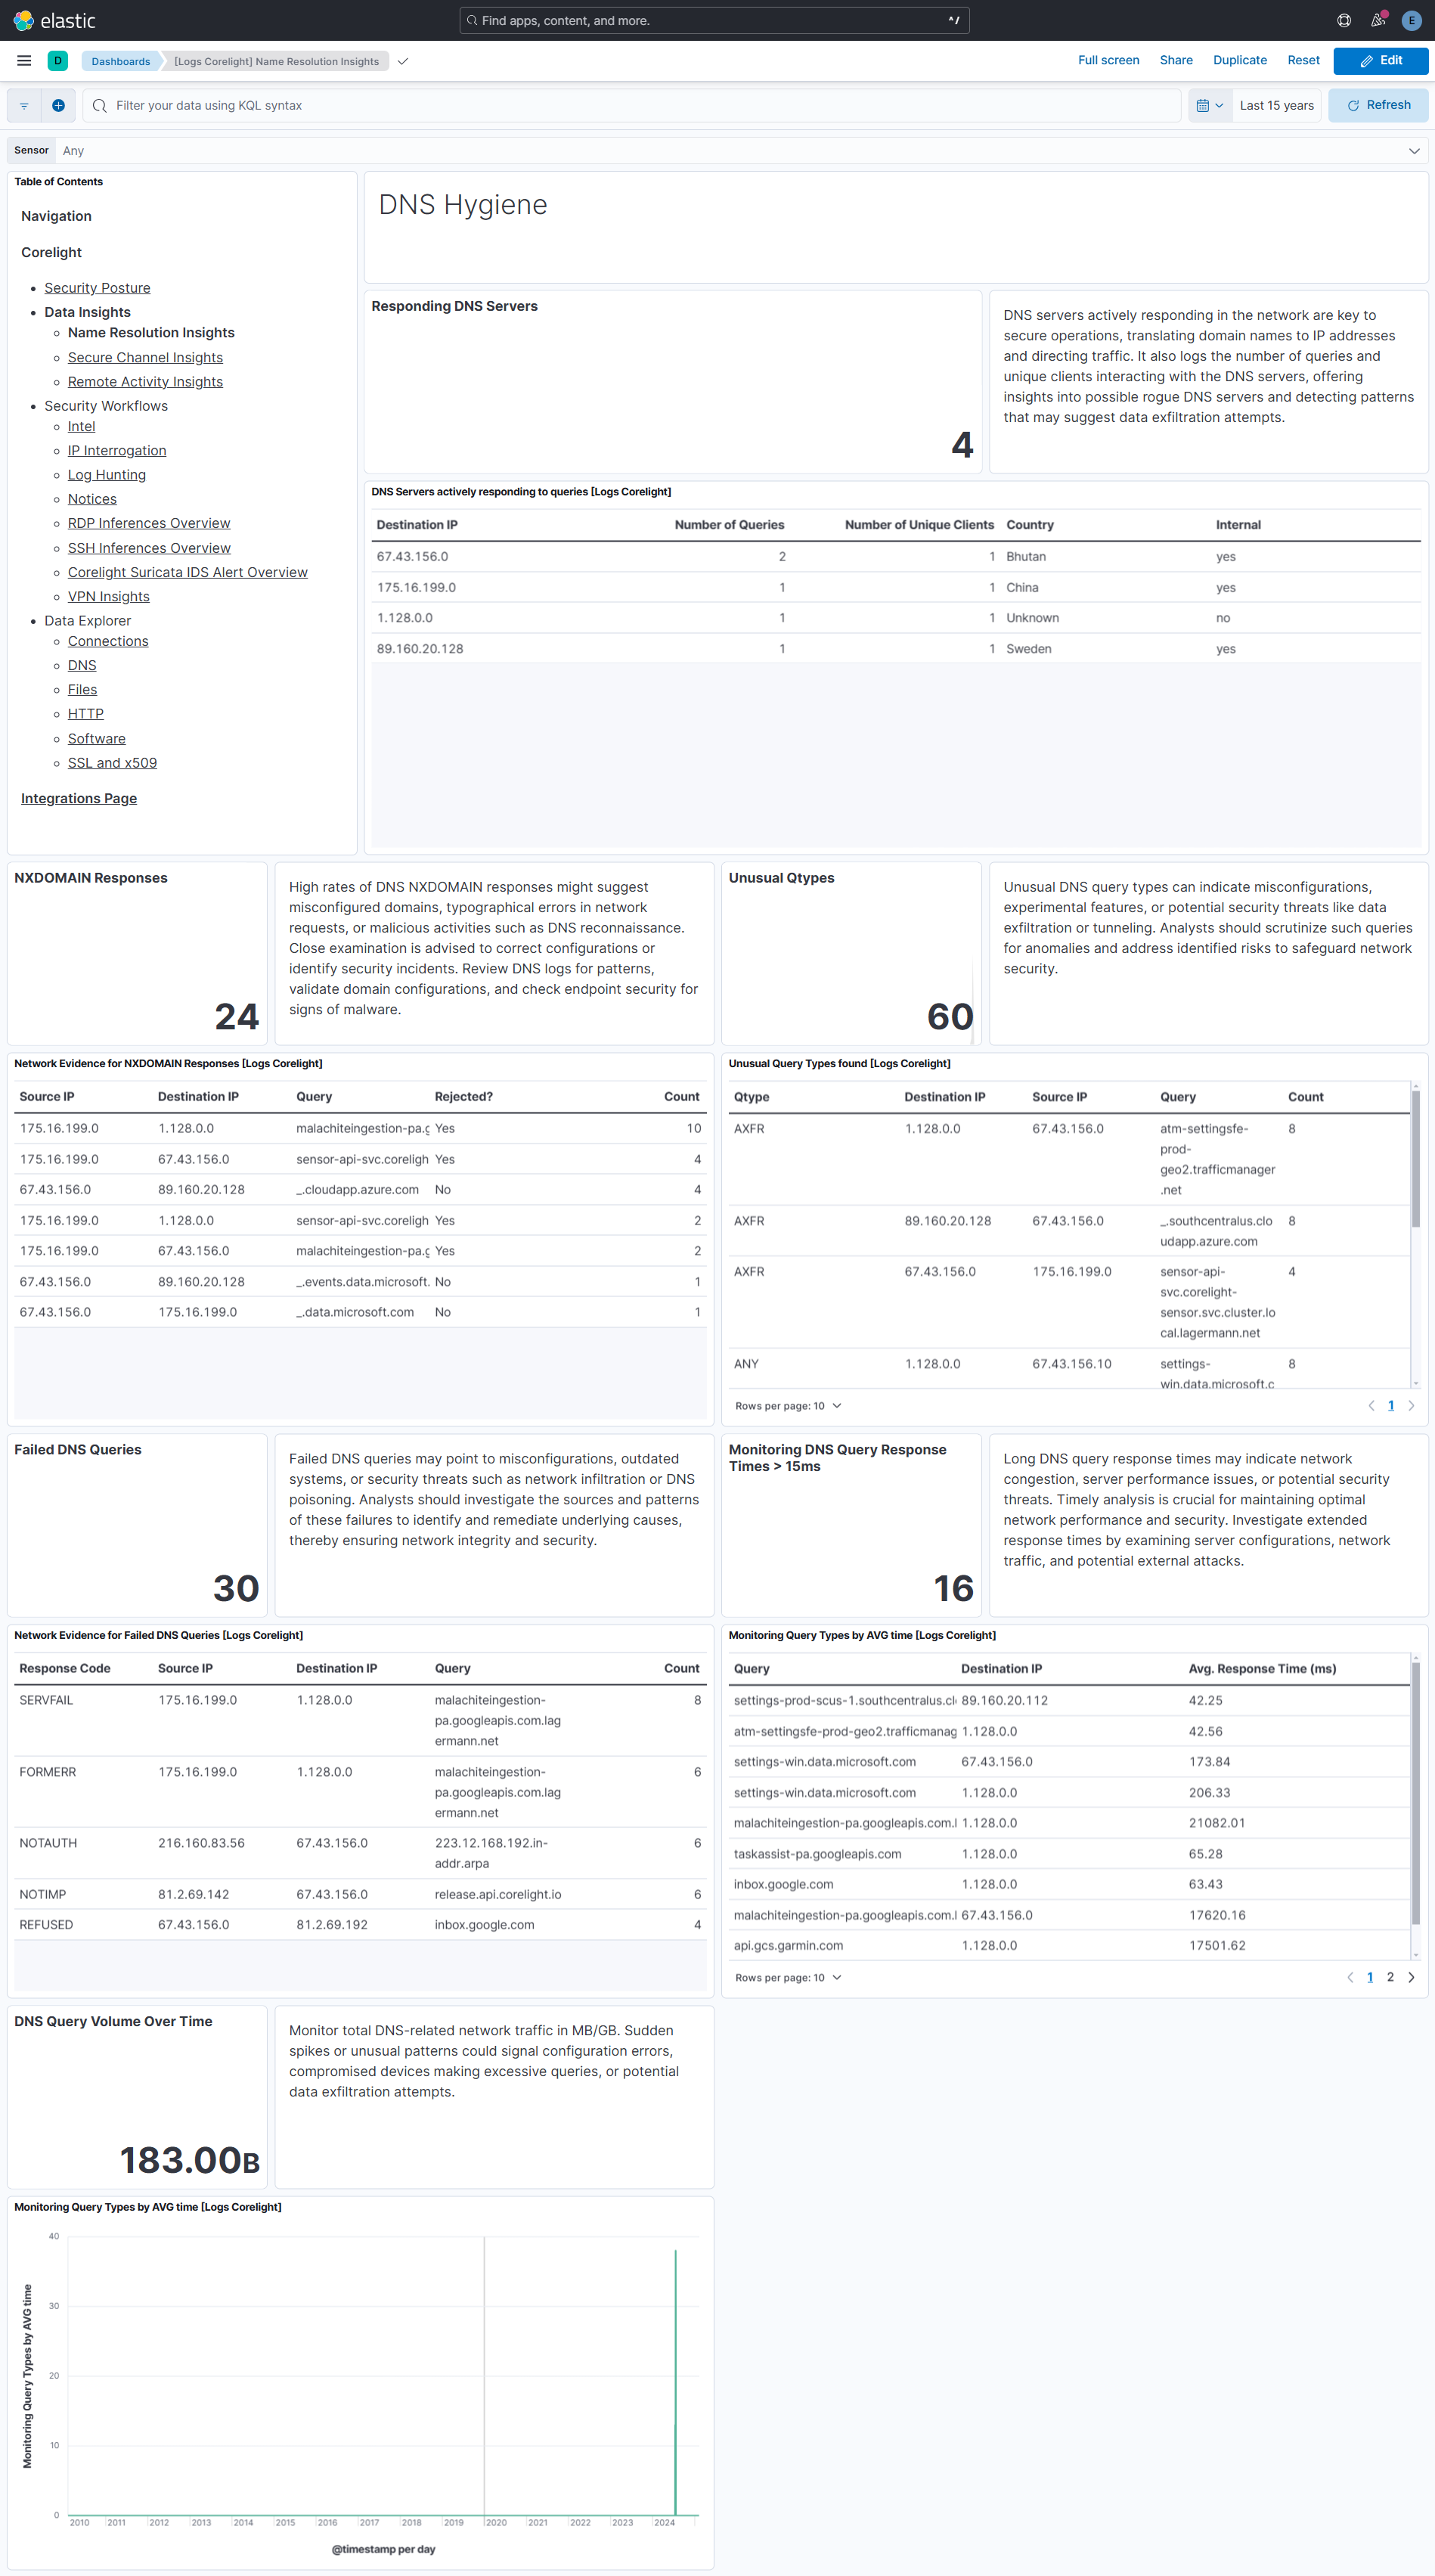 elastic
Find apps, content, and more.
^/
E
D
Dashboards
[Logs Corelight] Name Resolution Insights
Full screen
Share
Duplicate
Reset
Edit
Filter your data using KQL syntax
Last 15 years
Refresh
Sensor
Any
Table of Contents
Navigation
Corelight
Security Posture
Data Insights
Name Resolution Insights
Secure Channel Insights
Remote Activity Insights
Security Workflows
Intel
IP Interrogation
Log Hunting
Notices
RDP Inferences Overview
SSH Inferences Overview
Corelight Suricata IDS Alert Overview
VPN Insights
Data Explorer
Connections
DNS
Files
HTTP
Software
SSL and x509
Integrations Page
DNS Hygiene
Responding DNS Servers
4
DNS servers actively responding in the network are key to
secure operations, translating domain names to IP addresses
and directing traffic. It also logs the number of queries and
unique clients interacting with the DNS servers, offering
insights into possible rogue DNS servers and detecting patterns
that may suggest data exfiltration attempts.
DNS Servers actively responding to queries [Logs Corelight]
Destination IP Number of Queries Number of Unique Clients Country Internal
67.43.156.0 2 1 Bhutan yes
175.16.199.0 1 1 China yes
1.128.0.0 1 1 Unknown no
89.160.20.128 1 1 Sweden yes
NXDOMAIN Responses
24
High rates of DNS NXDOMAIN responses might suggest
misconfigured domains, typographical errors in network
requests, or malicious activities such as DNS reconnaissance.
Close examination is advised to correct configurations or
identify security incidents. Review DNS logs for patterns,
validate domain configurations, and check endpoint security for
signs of malware.
Unusual Qtypes
60
Unusual DNS query types can indicate misconfigurations,
experimental features, or potential security threats like data
exfiltration or tunneling. Analysts should scrutinize such queries
for anomalies and address identified risks to safeguard network
security.
Network Evidence for NXDOMAIN Responses [Logs Corelight]
Source IP Destination IP Query Rejected? Count
175.16.199.0 1.128.0.0 malachiteingestion-pa.g Yes 10
175.16.199.0 67.43.156.0 sensor-api-svc.coreligh Yes 4
67.43.156.0 89.160.20.128 _.cloudapp.azure.com No 4
175.16.199.0 1.128.0.0 sensor-api-svc.coreligh Yes 2
175.16.199.0 67.43.156.0 malachiteingestion-pa.g Yes 2
67.43.156.0 89.160.20.128 _.events.data.microsoft. No 1
67.43.156.0 175.16.199.0 _.data.microsoft.com No 1
Unusual Query Types found [Logs Corelight]
Qtype Destination IP Source IP Query Count
AXFR 1.128.0.0 67.43.156.0 atm-settingsfe- 8
prod-
geo2.trafficmanager
.net
AXFR 89.160.20.128 67.43.156.0 _.southcentralus.clo 8
udapp.azure.com
AXFR 67.43.156.0 175.16.199.0 sensor-api- 4
svc.corelight-
sensor.svc.cluster.lo
cal.lagermann.net
ANY 1.128.0.0 67.43.156.10 settings- 8
win.data.microsoft.c
Rows per page: 10
1
Failed DNS Queries
30
Failed DNS queries may point to misconfigurations, outdated
systems, or security threats such as network infiltration or DNS
poisoning. Analysts should investigate the sources and patterns
of these failures to identify and remediate underlying causes,
thereby ensuring network integrity and security.
Monitoring DNS Query Response
Times > 15ms
16
Long DNS query response times may indicate network
congestion, server performance issues, or potential security
threats. Timely analysis is crucial for maintaining optimal
network performance and security. Investigate extended
response times by examining server configurations, network
traffic, and potential external attacks.
Network Evidence for Failed DNS Queries [Logs Corelight]
Response Code Source IP Destination IP Query Count
SERVFAIL 175.16.199.0 1.128.0.0 malachiteingestion- 8
pa.googleapis.com.lag
ermann.net
FORMERR 175.16.199.0 1.128.0.0 malachiteingestion- 6
pa.googleapis.com.lag
ermann.net
NOTAUTH 216.160.83.56 67.43.156.0 223.12.168.192.in- 6
addr.arpa
NOTIMP 81.2.69.142 67.43.156.0 release.api.corelight.io 6
REFUSED 67.43.156.0 81.2.69.192 inbox.google.com 4
Monitoring Query Types by AVG time [Logs Corelight]
Query Destination IP Avg. Response Time (ms)
settings-prod-scus-1.southcentralus.cl 89.160.20.112 42.25
atm-settingsfe-prod-geo2.trafficmanag 1.128.0.0 42.56
settings-win.data.microsoft.com 67.43.156.0 173.84
settings-win.data.microsoft.com 1.128.0.0 206.33
malachiteingestion-pa.googleapis.com.l 1.128.0.0 21082.01
taskassist-pa.googleapis.com 1.128.0.0 65.28
inbox.google.com 1.128.0.0 63.43
malachiteingestion-pa.googleapis.com.l 67.43.156.0 17620.16
api.gcs.garmin.com 1.128.0.0 17501.62
Rows per page: 10
1 2
DNS Query Volume Over Time
183.00B
Monitor total DNS-related network traffic in MB/GB. Sudden
spikes or unusual patterns could signal configuration errors,
compromised devices making excessive queries, or potential
data exfiltration attempts.
Monitoring Query Types by AVG time [Logs Corelight]
Monitoring Query Types by AVG time
40
30
20
10
0
2010 2011 2012 2013 2014 2015 2016 2017 2018 2019 2020 2021 2022 2023 2024
@timestamp per day